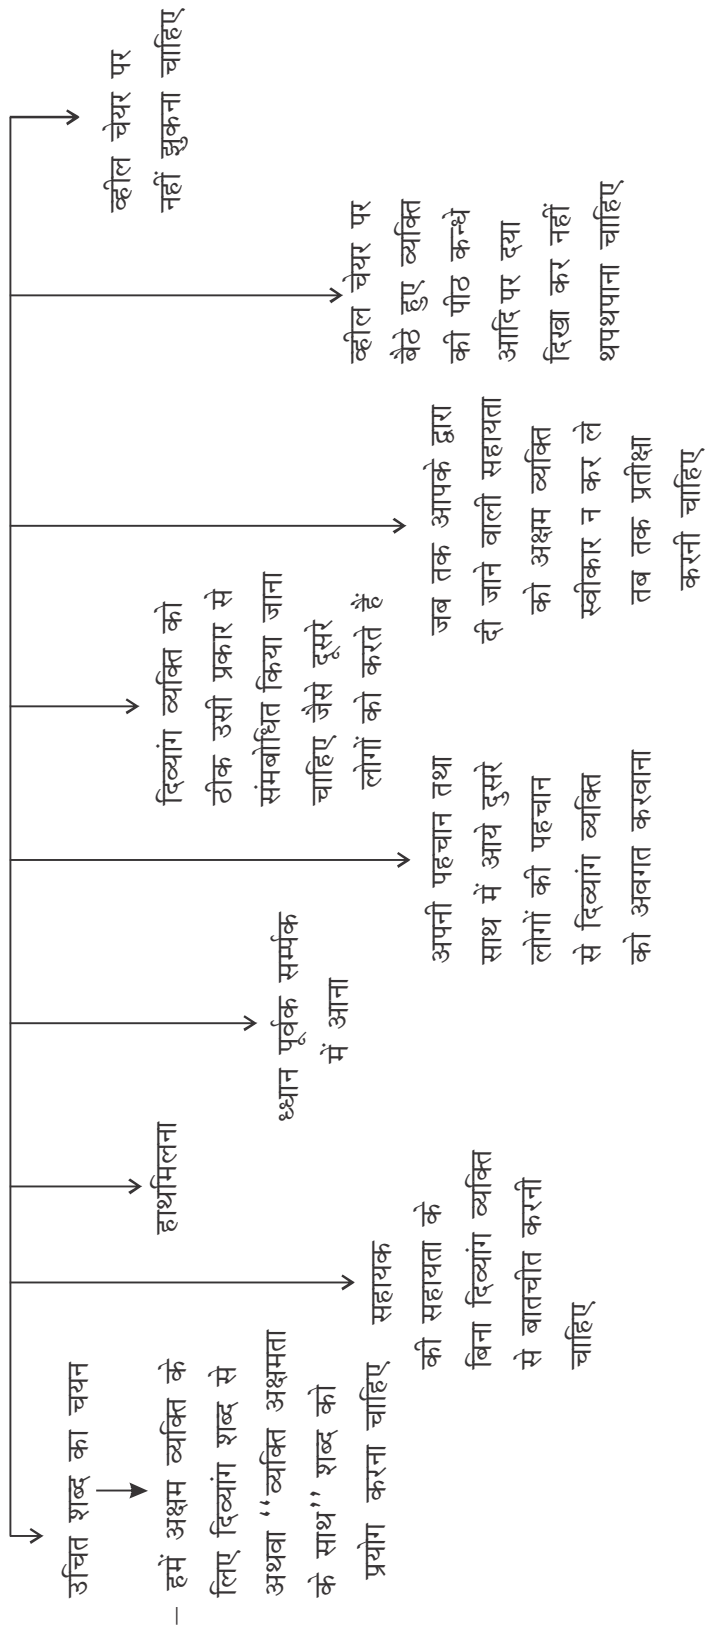 उचित शब्द का चयन
– हमें अक्षम व्यक्ति के
लिए दिव्यांग शब्द से
अथवा “व्यक्ति अक्षमता
के साथ” शब्द को
प्रयोग करना चाहिए
सहायक
की सहायता के
बिना दिव्यांग व्यक्ति
से बातचीत करनी
चाहिए
हाथमिलना
ध्धान पूर्वक सम्पंक
में आना
अपनी पहचान तथा
साथ में आये दुसरे
लोगों की पहचान
से दिव्यांग व्यक्ति
को अवगत करवाना
दिव्यांग व्यक्ति को
ठीक उसी प्रकार से
संमबोधित किया जाना
चाहिए जैसे दूसरे
लोगों को करते हैं
जब तक आपके द्वारा
दी जाने वाली सहायता
को अक्षम व्यक्ति
स्वीकार न कर ले
तब तक प्रतीक्षा
करनी चाहिए
व्हील चेयर पर
बैठे हुए व्यक्ति
की पीठ कन्धे
आदि पर दया
दिखा कर नहीं
थपथपाना चाहिए
व्हील चेयर पर
नहीं झुकना चाहिए